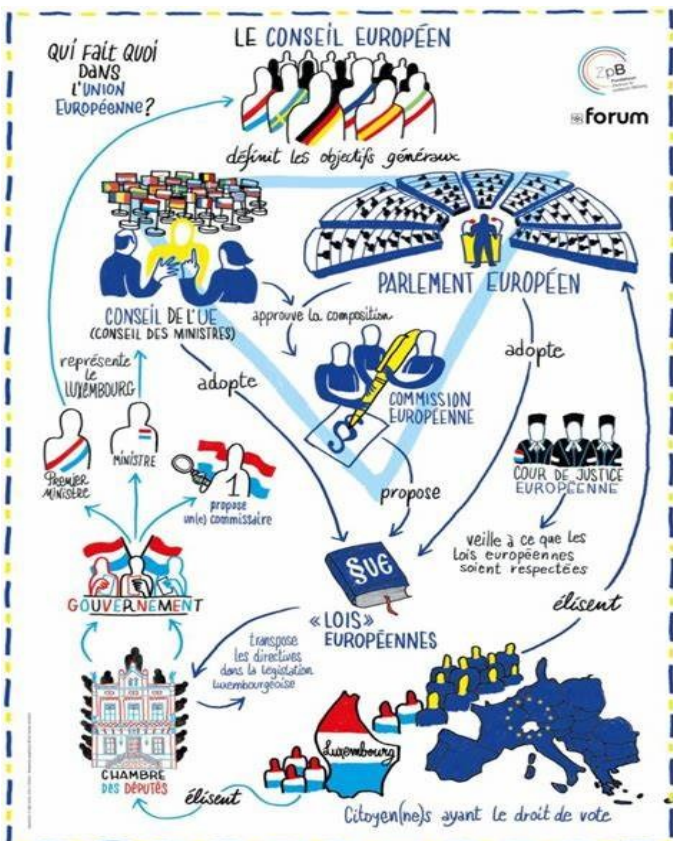 QUI FAIT QUOI
DANS
L'UNION
EUROPÉENNE?
LE CONSEIL EUROPÉEN
définit les objectifs généraux
ZpB
forum
CONSEIL DE L'UE
(CONSEIL DES MINISTRES)
PARLEMENT EUROPÉEN
approuve la composition
COMMISSION
EUROPÉENNE
représente
le
LUXEMBOURG
adopte
adopte
PREMIER
MINISTRE
MINISTRE
1
propose
un(e) commissaire
propose
COUR DE JUSTICE
EUROPÉENNE
veille à ce que les
lois européennes
soient respectées
GOUVERNEMENT
§UE
«LOIS»
EUROPÉENNES
transpose
les directives
dans la législation
luxembourgeoise
élisent
CHAMBRE
DES DÉPUTÉS
élisent
Luxembourg
Citoyen(ne)s ayant le droit de vote